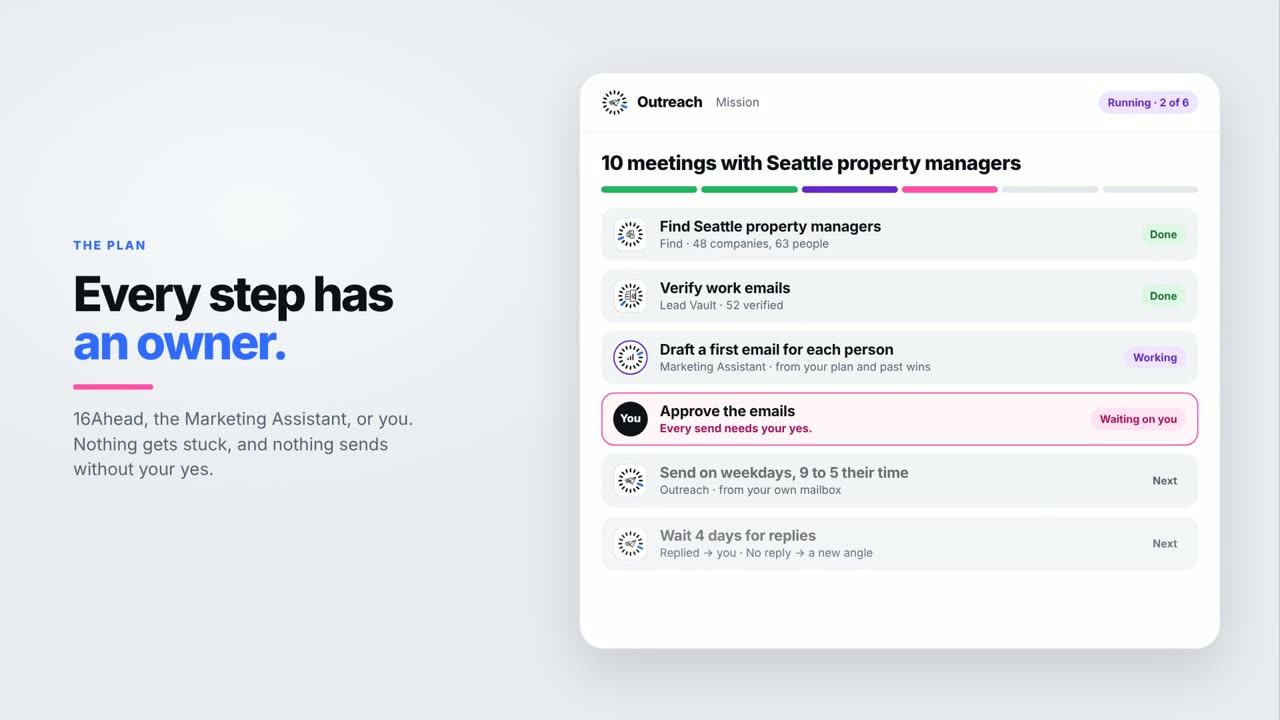 THE PLAN
Every step has
an owner.
16Ahead, the Marketing Assistant, or you.
Nothing gets stuck, and nothing sends
without your yes.
Outreach Mission
Running · 2 of 6
10 meetings with Seattle property managers
Find Seattle property managers
Find · 48 companies, 63 people
Done
Verify work emails
Lead Vault · 52 verified
Done
Draft a first email for each person
Marketing Assistant · from your plan and past wins
Working
You
Approve the emails
Every send needs your yes.
Waiting on you
Send on weekdays, 9 to 5 their time
Outreach · from your own mailbox
Next
Wait 4 days for replies
Replied → you · No reply → a new angle
Next